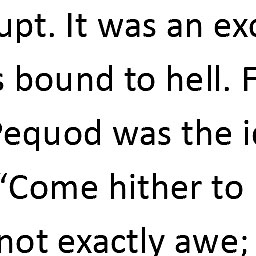 upt. It was an exc
s bound to hell. F
Pequod was the i
“Come hither to
not exactly awe;